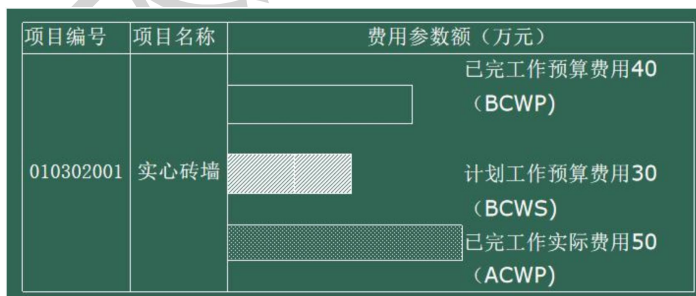 项目编号 项目名称 费用参数额（万元）
已完工作预算费用40
（BCWP)
010302001 实心砖墙 计划工作预算费用30
（BCWS)
已完工作实际费用50
（ACWP)